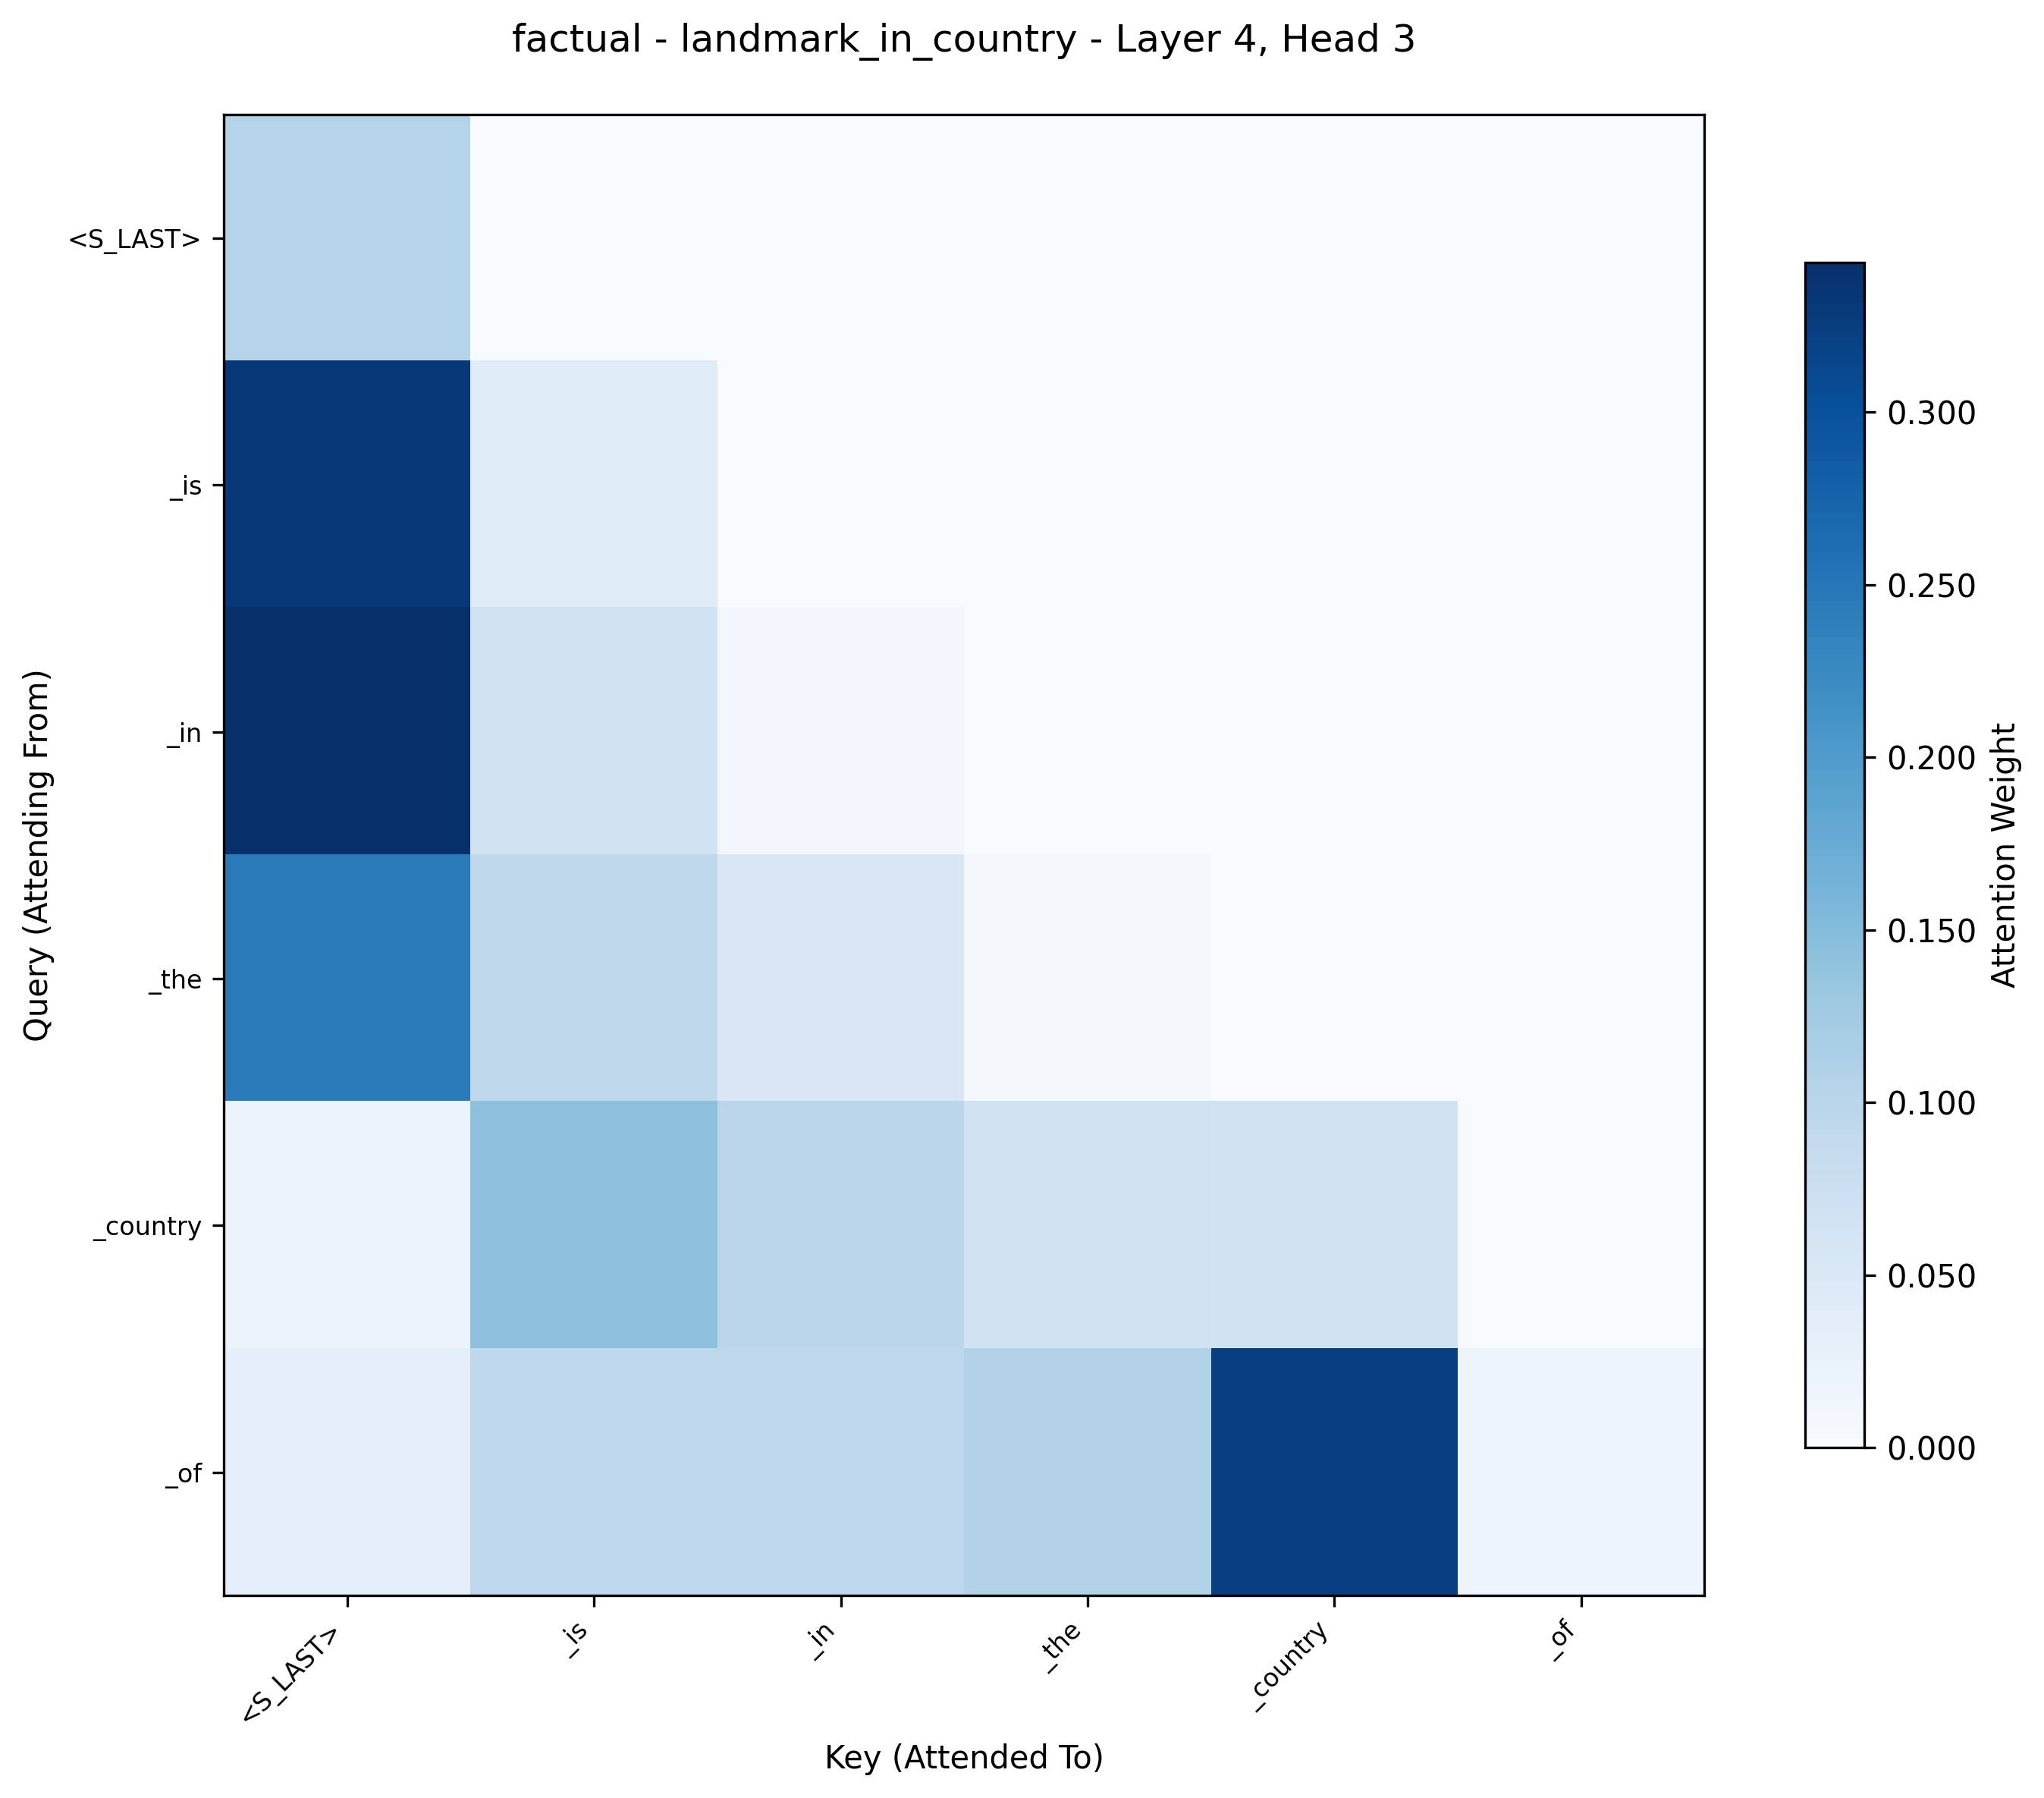 factual - landmark_in_country - Layer 4, Head 3
Query (Attending From)
<S_LAST>
_is
_in
_the
_country
_of
<S_LAST>
_is
_in
_the
_country
_of
Key (Attended To)
0.300
0.250
0.200
0.150
0.100
0.050
0.000
Attention Weight